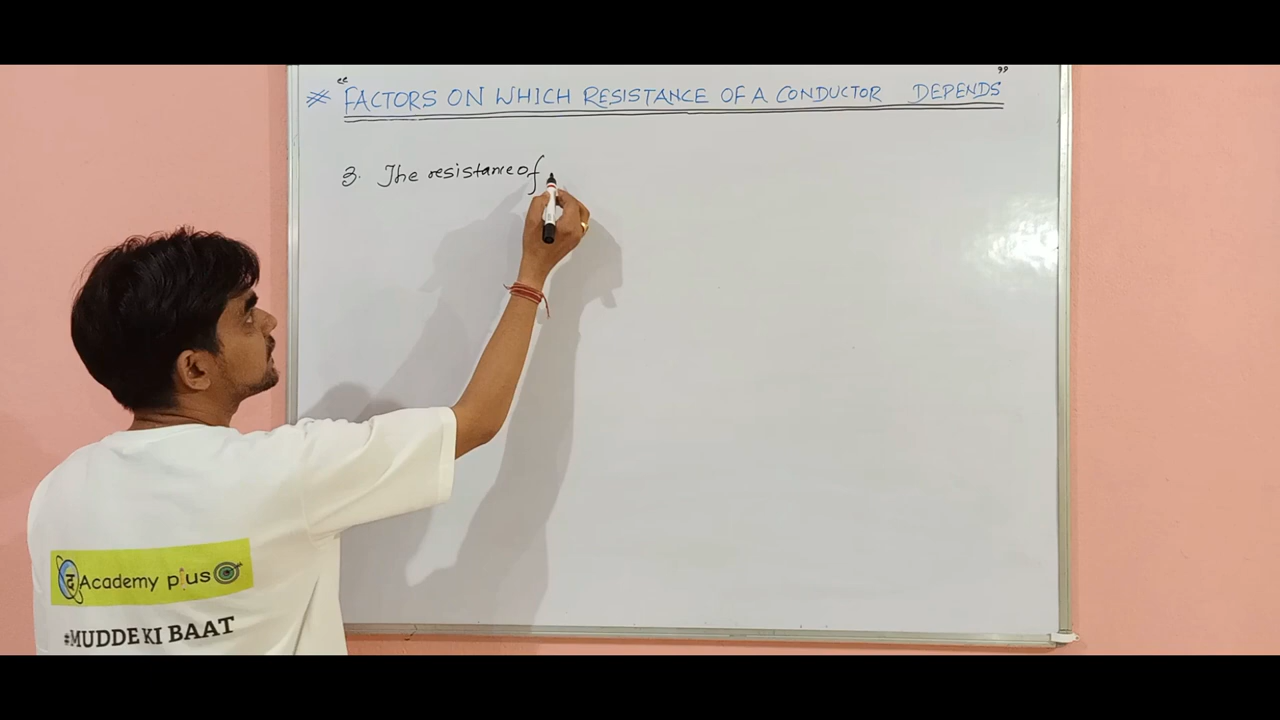 “ FACTORS ON WHICH RESISTANCE OF A CONDUCTOR DEPENDS ”
3. The resistance of
Academy plus
#MUDDE KI BAAT